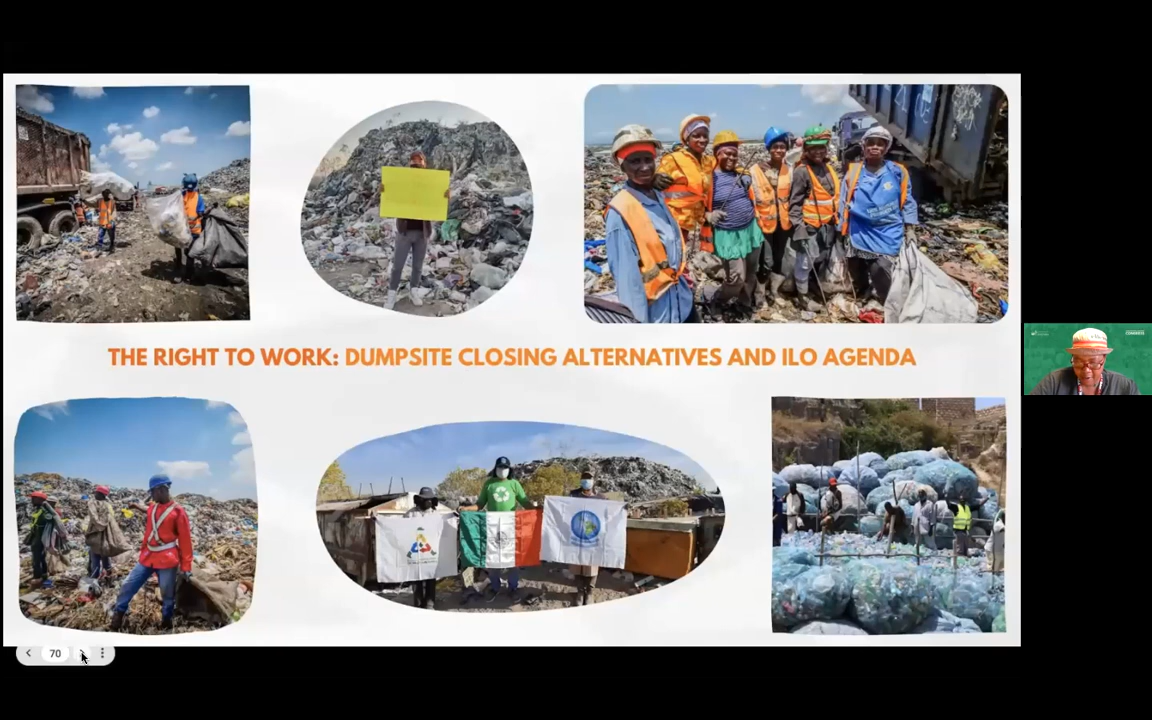 THE RIGHT TO WORK: DUMPSITE CLOSING ALTERNATIVES AND ILO AGENDA
70